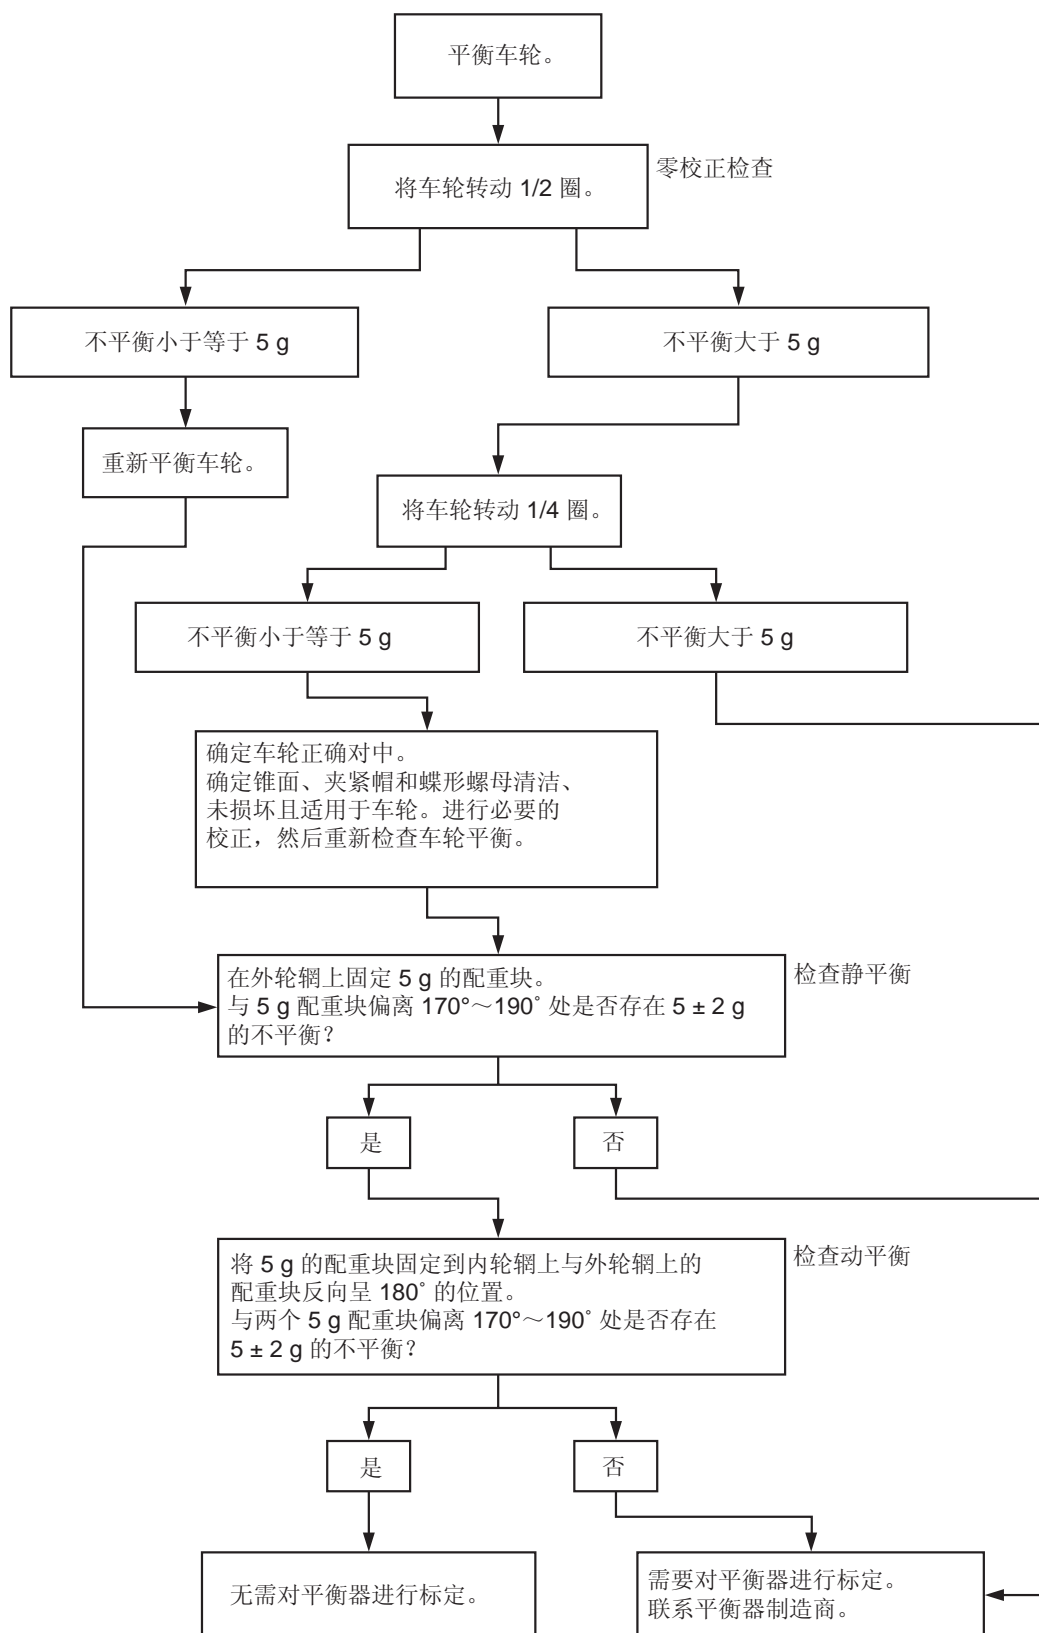 平衡车轮。
将车轮转动 1/2 圈。
零校正检查
不平衡小于等于 5 g
不平衡大于 5 g
重新平衡车轮。
将车轮转动 1/4 圈。
不平衡小于等于 5 g
不平衡大于 5 g
确定车轮正确对中。
确定锥面、夹紧帽和蝶形螺母清洁、
未损坏且适用于车轮。进行必要的
校正，然后重新检查车轮平衡。
在外轮辋上固定 5 g 的配重块。
与 5 g 配重块偏离 170°～190° 处是否存在 5 ± 2 g
的不平衡？
检查静平衡
是
否
将 5 g 的配重块固定到内轮辋上与外轮辋上的
配重块反向呈 180° 的位置。
与两个 5 g 配重块偏离 170°～190° 处是否存在
5 ± 2 g 的不平衡？
检查动平衡
是
否
无需对平衡器进行标定。
需要对平衡器进行标定。
联系平衡器制造商。